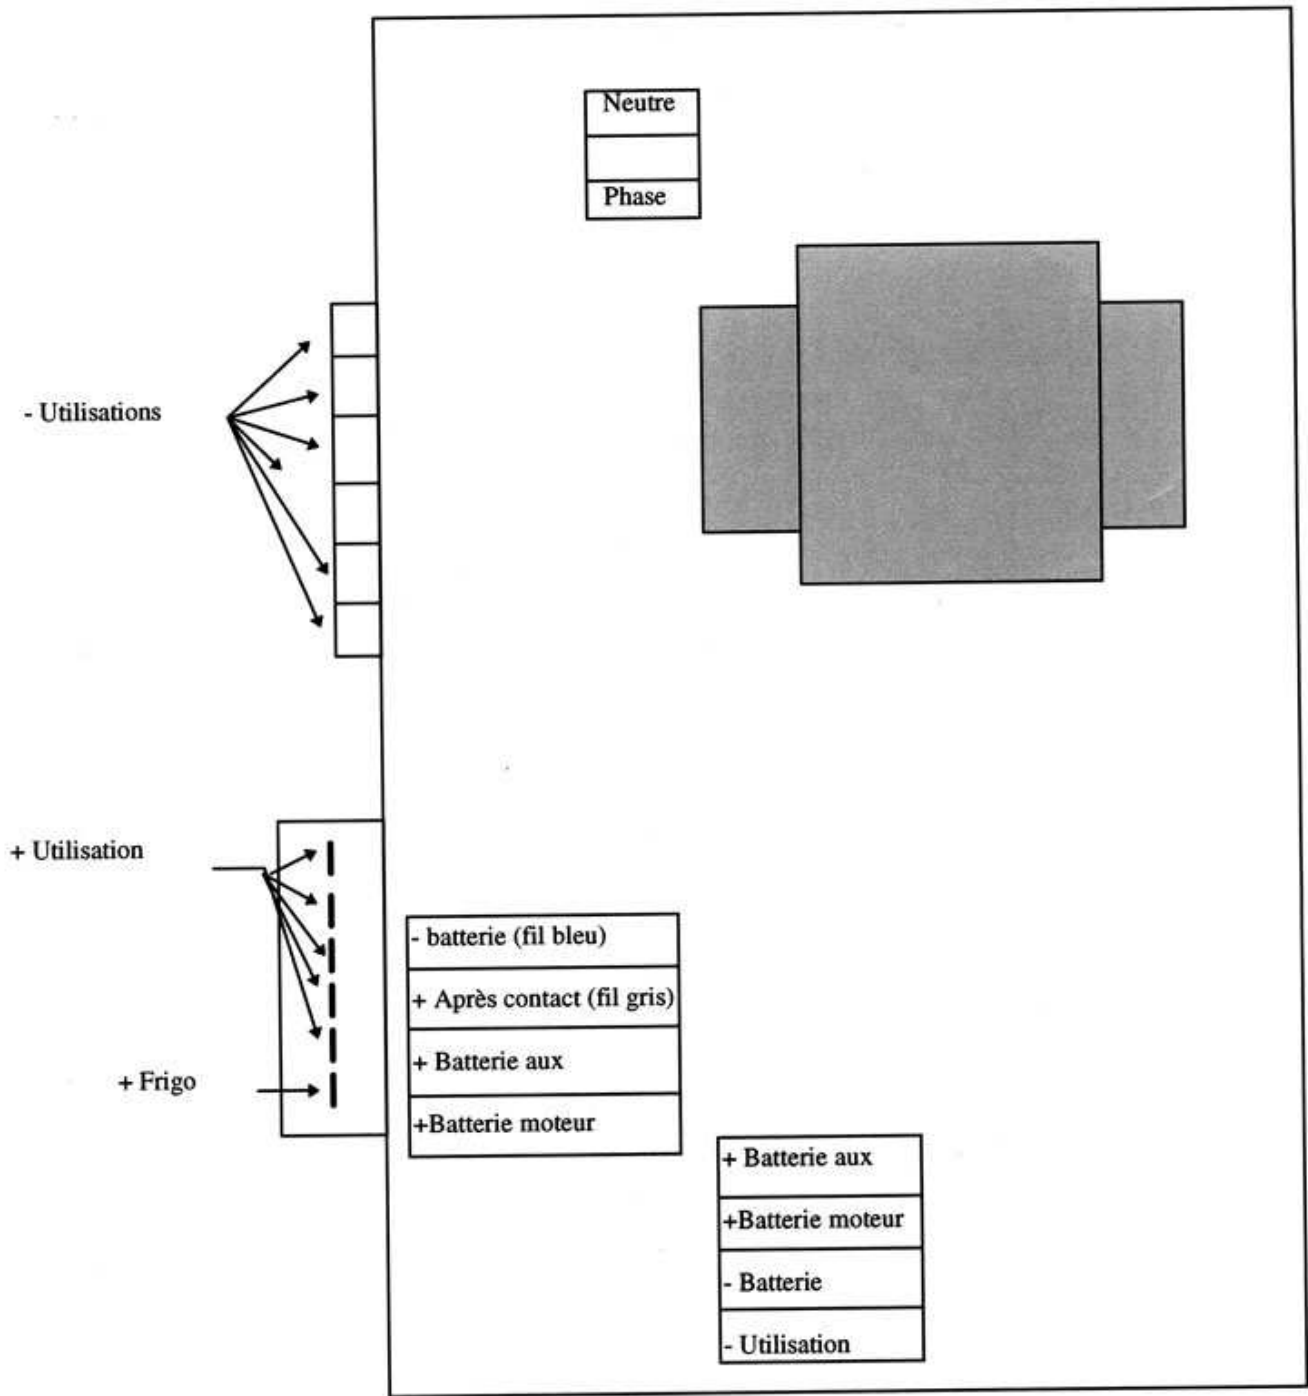 Neutre
Phase
- Utilisations
+ Utilisation
- batterie (fil bleu)
+ Après contact (fil gris)
+ Batterie aux
+ Frigo
+Batterie moteur
+ Batterie aux
+Batterie moteur
- Batterie
- Utilisation